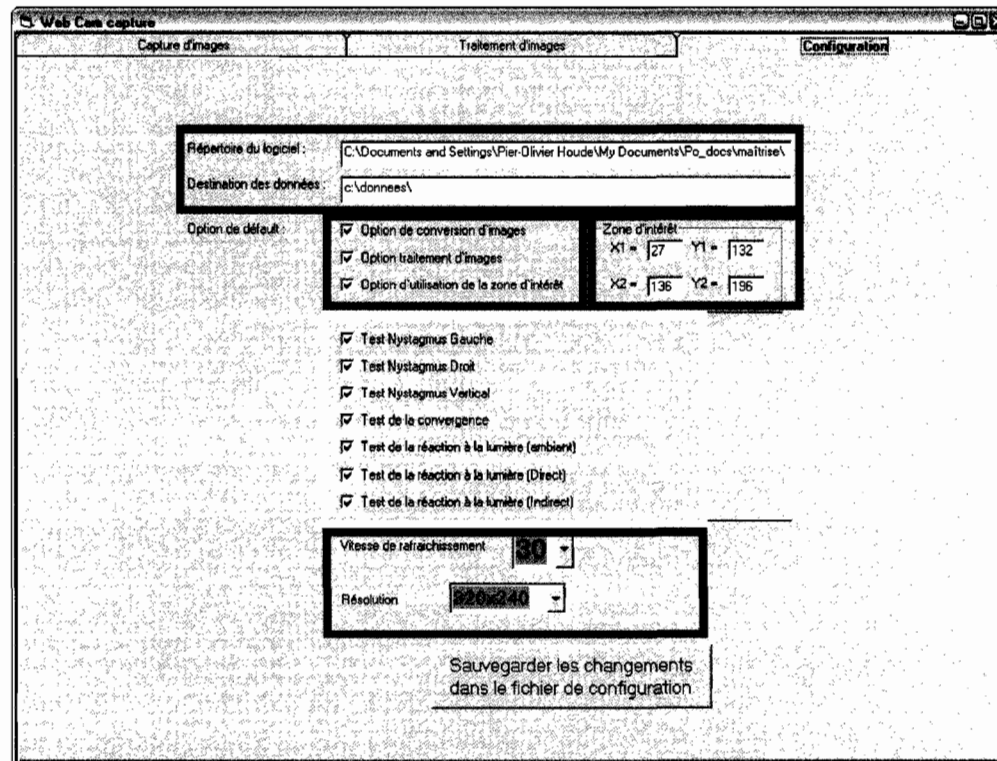 Web Cam capture
Capture d'images Traitement d'images Configuration
Répertoire du logiciel : C:\Documents and Settings\Pier-Olivier Houde\My Documents\Po_docs\maîtrise\
Destination des données : c:\donnees\
Option de défault :
Option de conversion d'images
Option traitement d'images
Option d'utilisation de la zone d'intérêt
Zone d'intérêt
X1 = 27 Y1 = 132
X2 = 136 Y2 = 196
Test Nystagmus Gauche
Test Nystagmus Droit
Test Nystagmus Vertical
Test de la convergence
Test de la réaction à la lumière (ambiant)
Test de la réaction à la lumière (Direct)
Test de la réaction à la lumière (Indirect)
Vitesse de rafraichissement 30
Résolution 320x240
Sauvegarder les changements
dans le fichier de configuration